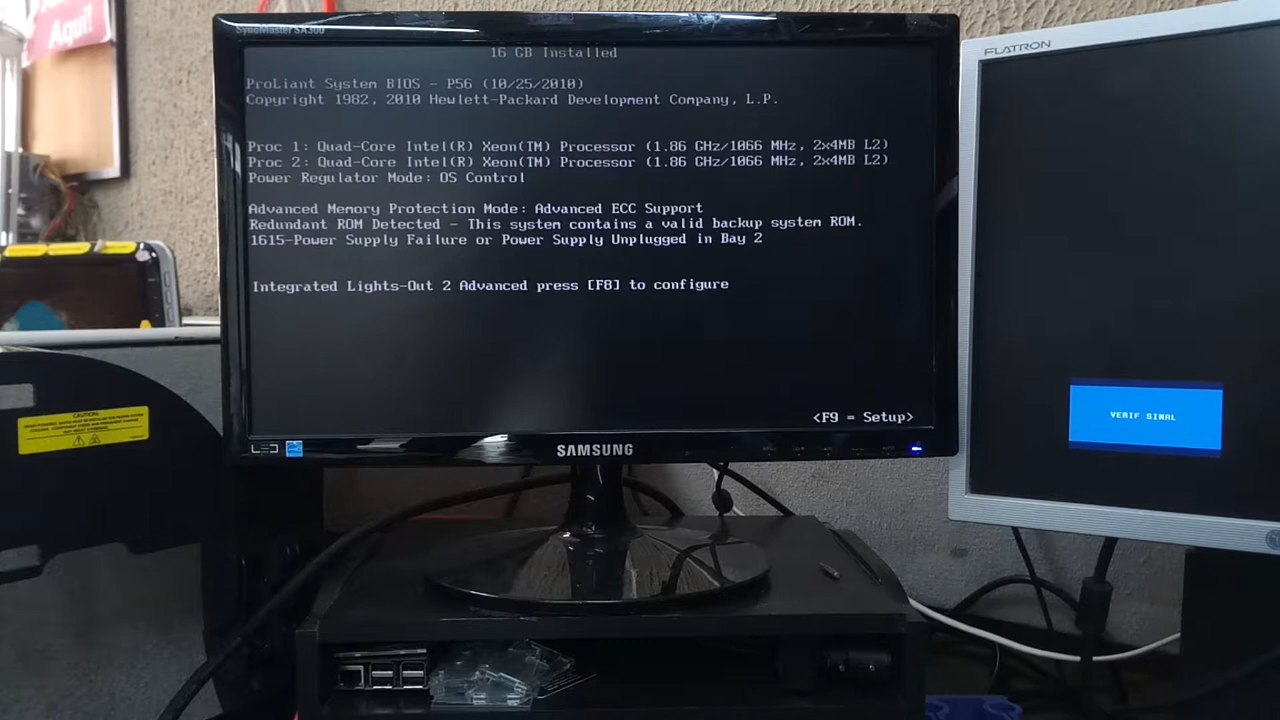 Aqui!
SyncMaster SA300
16 GB Installed
ProLiant System BIOS - P56 (10/25/2010)
Copyright 1982, 2010 Hewlett-Packard Development Company, L.P.
Proc 1: Quad-Core Intel(R) Xeon(TM) Processor (1.86 GHz/1066 MHz, 2x4MB L2)
Proc 2: Quad-Core Intel(R) Xeon(TM) Processor (1.86 GHz/1066 MHz, 2x4MB L2)
Power Regulator Mode: OS Control
Advanced Memory Protection Mode: Advanced ECC Support
Redundant ROM Detected - This system contains a valid backup system ROM.
1615-Power Supply Failure or Power Supply Unplugged in Bay 2
Integrated Lights-Out 2 Advanced press [F8] to configure
<F9 = Setup>
SAMSUNG
FLATRON
VERIF SINAL
CAUTION: